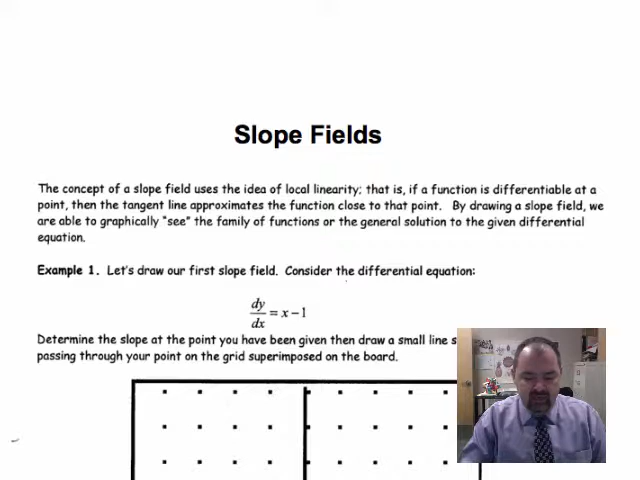 Slope Fields
The concept of a slope field uses the idea of local linearity; that is, if a function is differentiable at a
point, then the tangent line approximates the function close to that point. By drawing a slope field, we
are able to graphically "see" the family of functions or the general solution to the given differential
equation.
Example 1. Let's draw our first slope field. Consider the differential equation:
dy/dx = x - 1
Determine the slope at the point you have been given then draw a small line
passing through your point on the grid superimposed on the board.